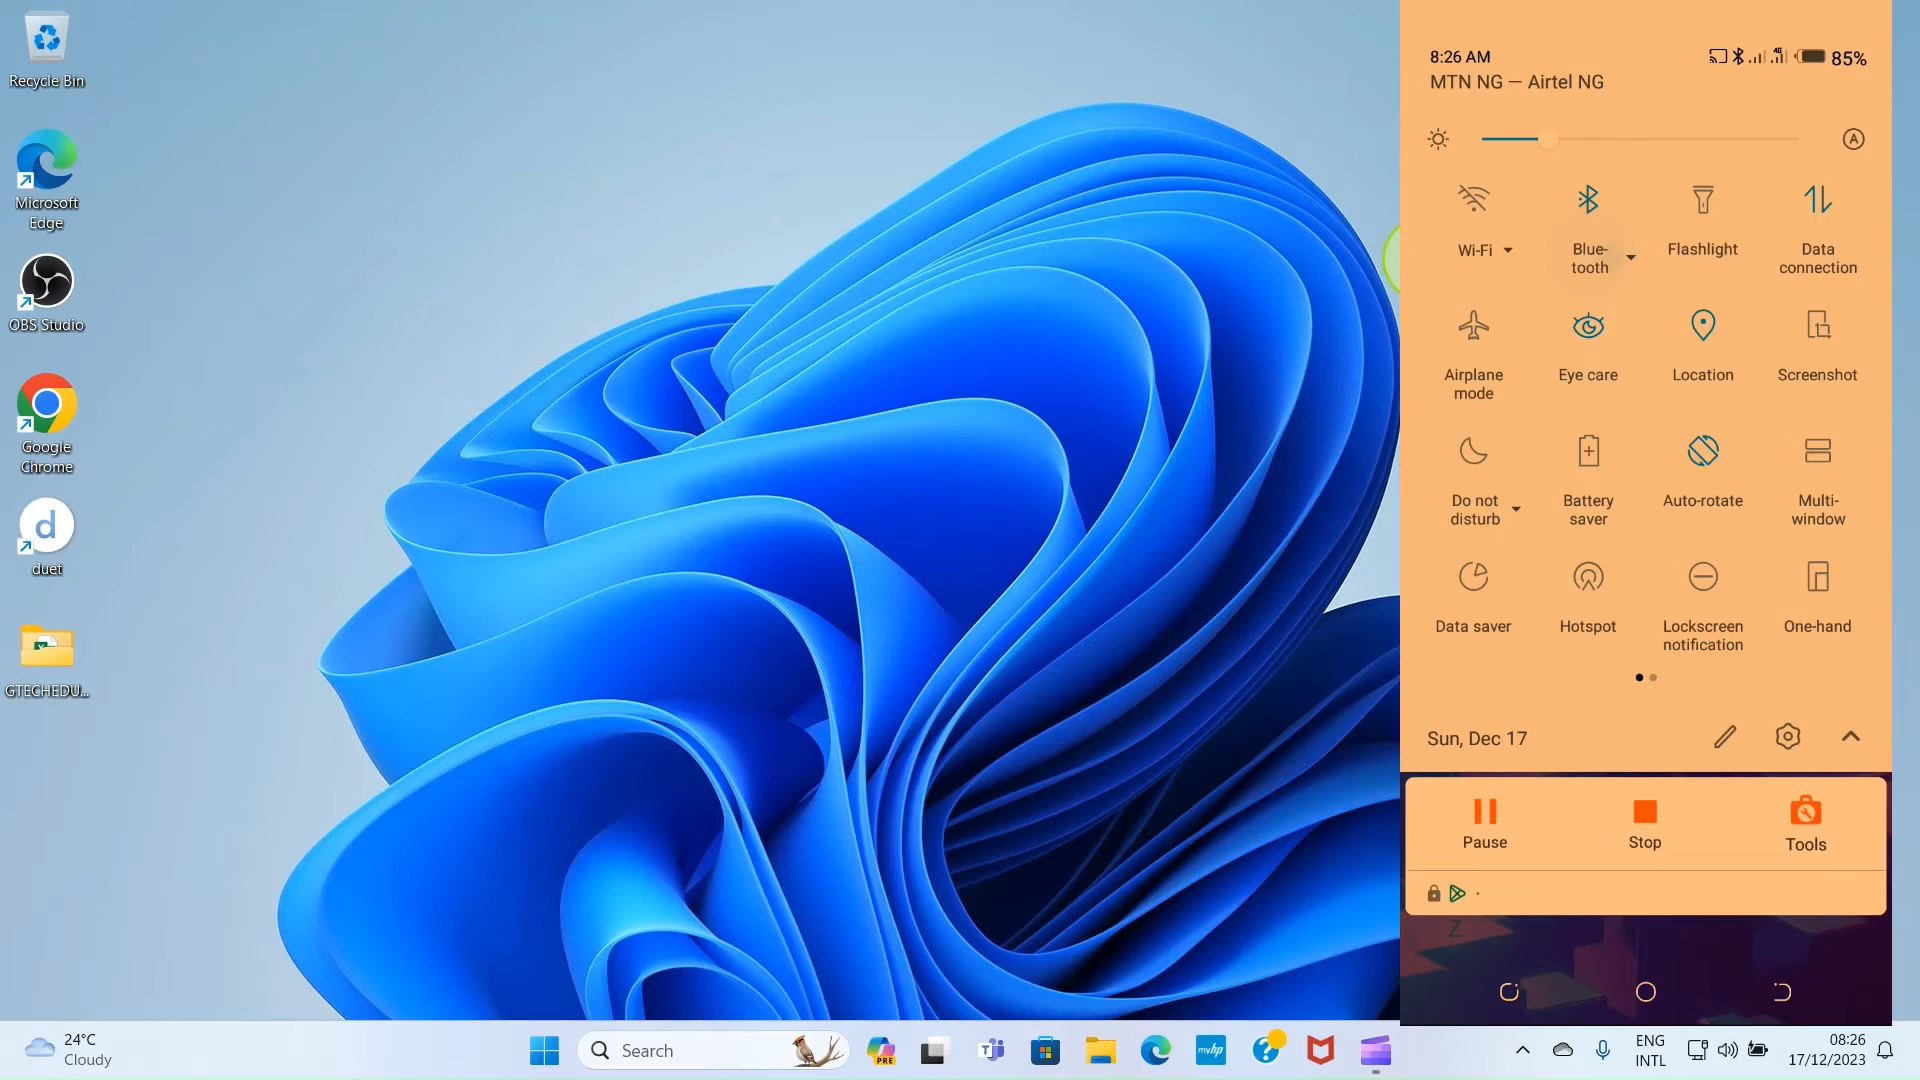 Recycle Bin
Microsoft
Edge
OBS Studio
Google
Chrome
d
duet
GTECHEDU...
8:26 AM
4G
85%
MTN NG — Airtel NG
A
Wi-Fi
Blue-
tooth
Flashlight
Data
connection
Airplane
mode
Eye care
Location
Screenshot
Do not
disturb
Battery
saver
Auto-rotate
Multi-
window
Data saver
Hotspot
Lockscreen
notification
One-hand
Sun, Dec 17
Pause
Stop
Tools
Z
24°C
Cloudy
Search
PRE
myhp
ENG
INTL
08:26
17/12/2023